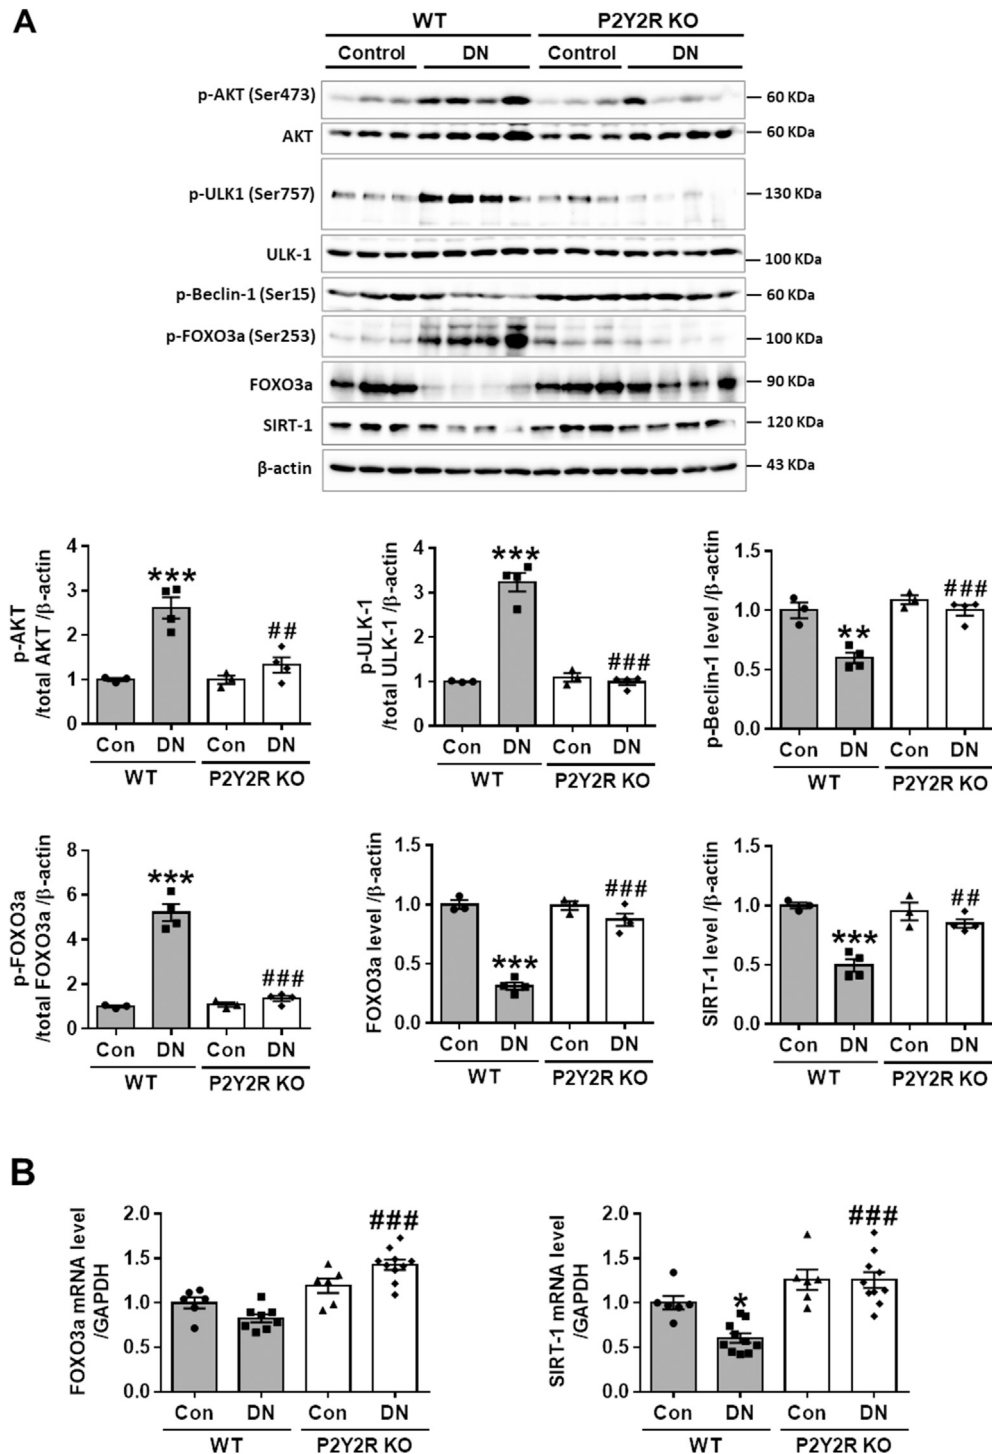 A
WT P2Y2R KO
Control DN Control DN
p-AKT (Ser473) 60 KDa
AKT 60 KDa
p-ULK1 (Ser757) 130 KDa
ULK-1 100 KDa
p-Beclin-1 (Ser15) 60 KDa
p-FOXO3a (Ser253) 100 KDa
FOXO3a 90 KDa
SIRT-1 120 KDa
β-actin 43 KDa
p-AKT
/total AKT /β-actin
4
3
2
1
0
***
##
Con DN Con DN
WT P2Y2R KO
p-ULK-1
/total ULK-1 /β-actin
4
3
2
1
0
***
###
Con DN Con DN
WT P2Y2R KO
p-Beclin-1 level /β-actin
1.5
1.0
0.5
0.0
**
###
Con DN Con DN
WT P2Y2R KO
p-FOXO3a
/total FOXO3a /β-actin
8
6
4
2
0
***
###
Con DN Con DN
WT P2Y2R KO
FOXO3a level /β-actin
1.5
1.0
0.5
0.0
***
###
Con DN Con DN
WT P2Y2R KO
SIRT-1 level /β-actin
1.5
1.0
0.5
0.0
***
##
Con DN Con DN
WT P2Y2R KO
B
FOXO3a mRNA level
/GAPDH
2.0
1.5
1.0
0.5
0.0
###
Con DN Con DN
WT P2Y2R KO
SIRT-1 mRNA level
/GAPDH
2.0
1.5
1.0
0.5
0.0
*
###
Con DN Con DN
WT P2Y2R KO